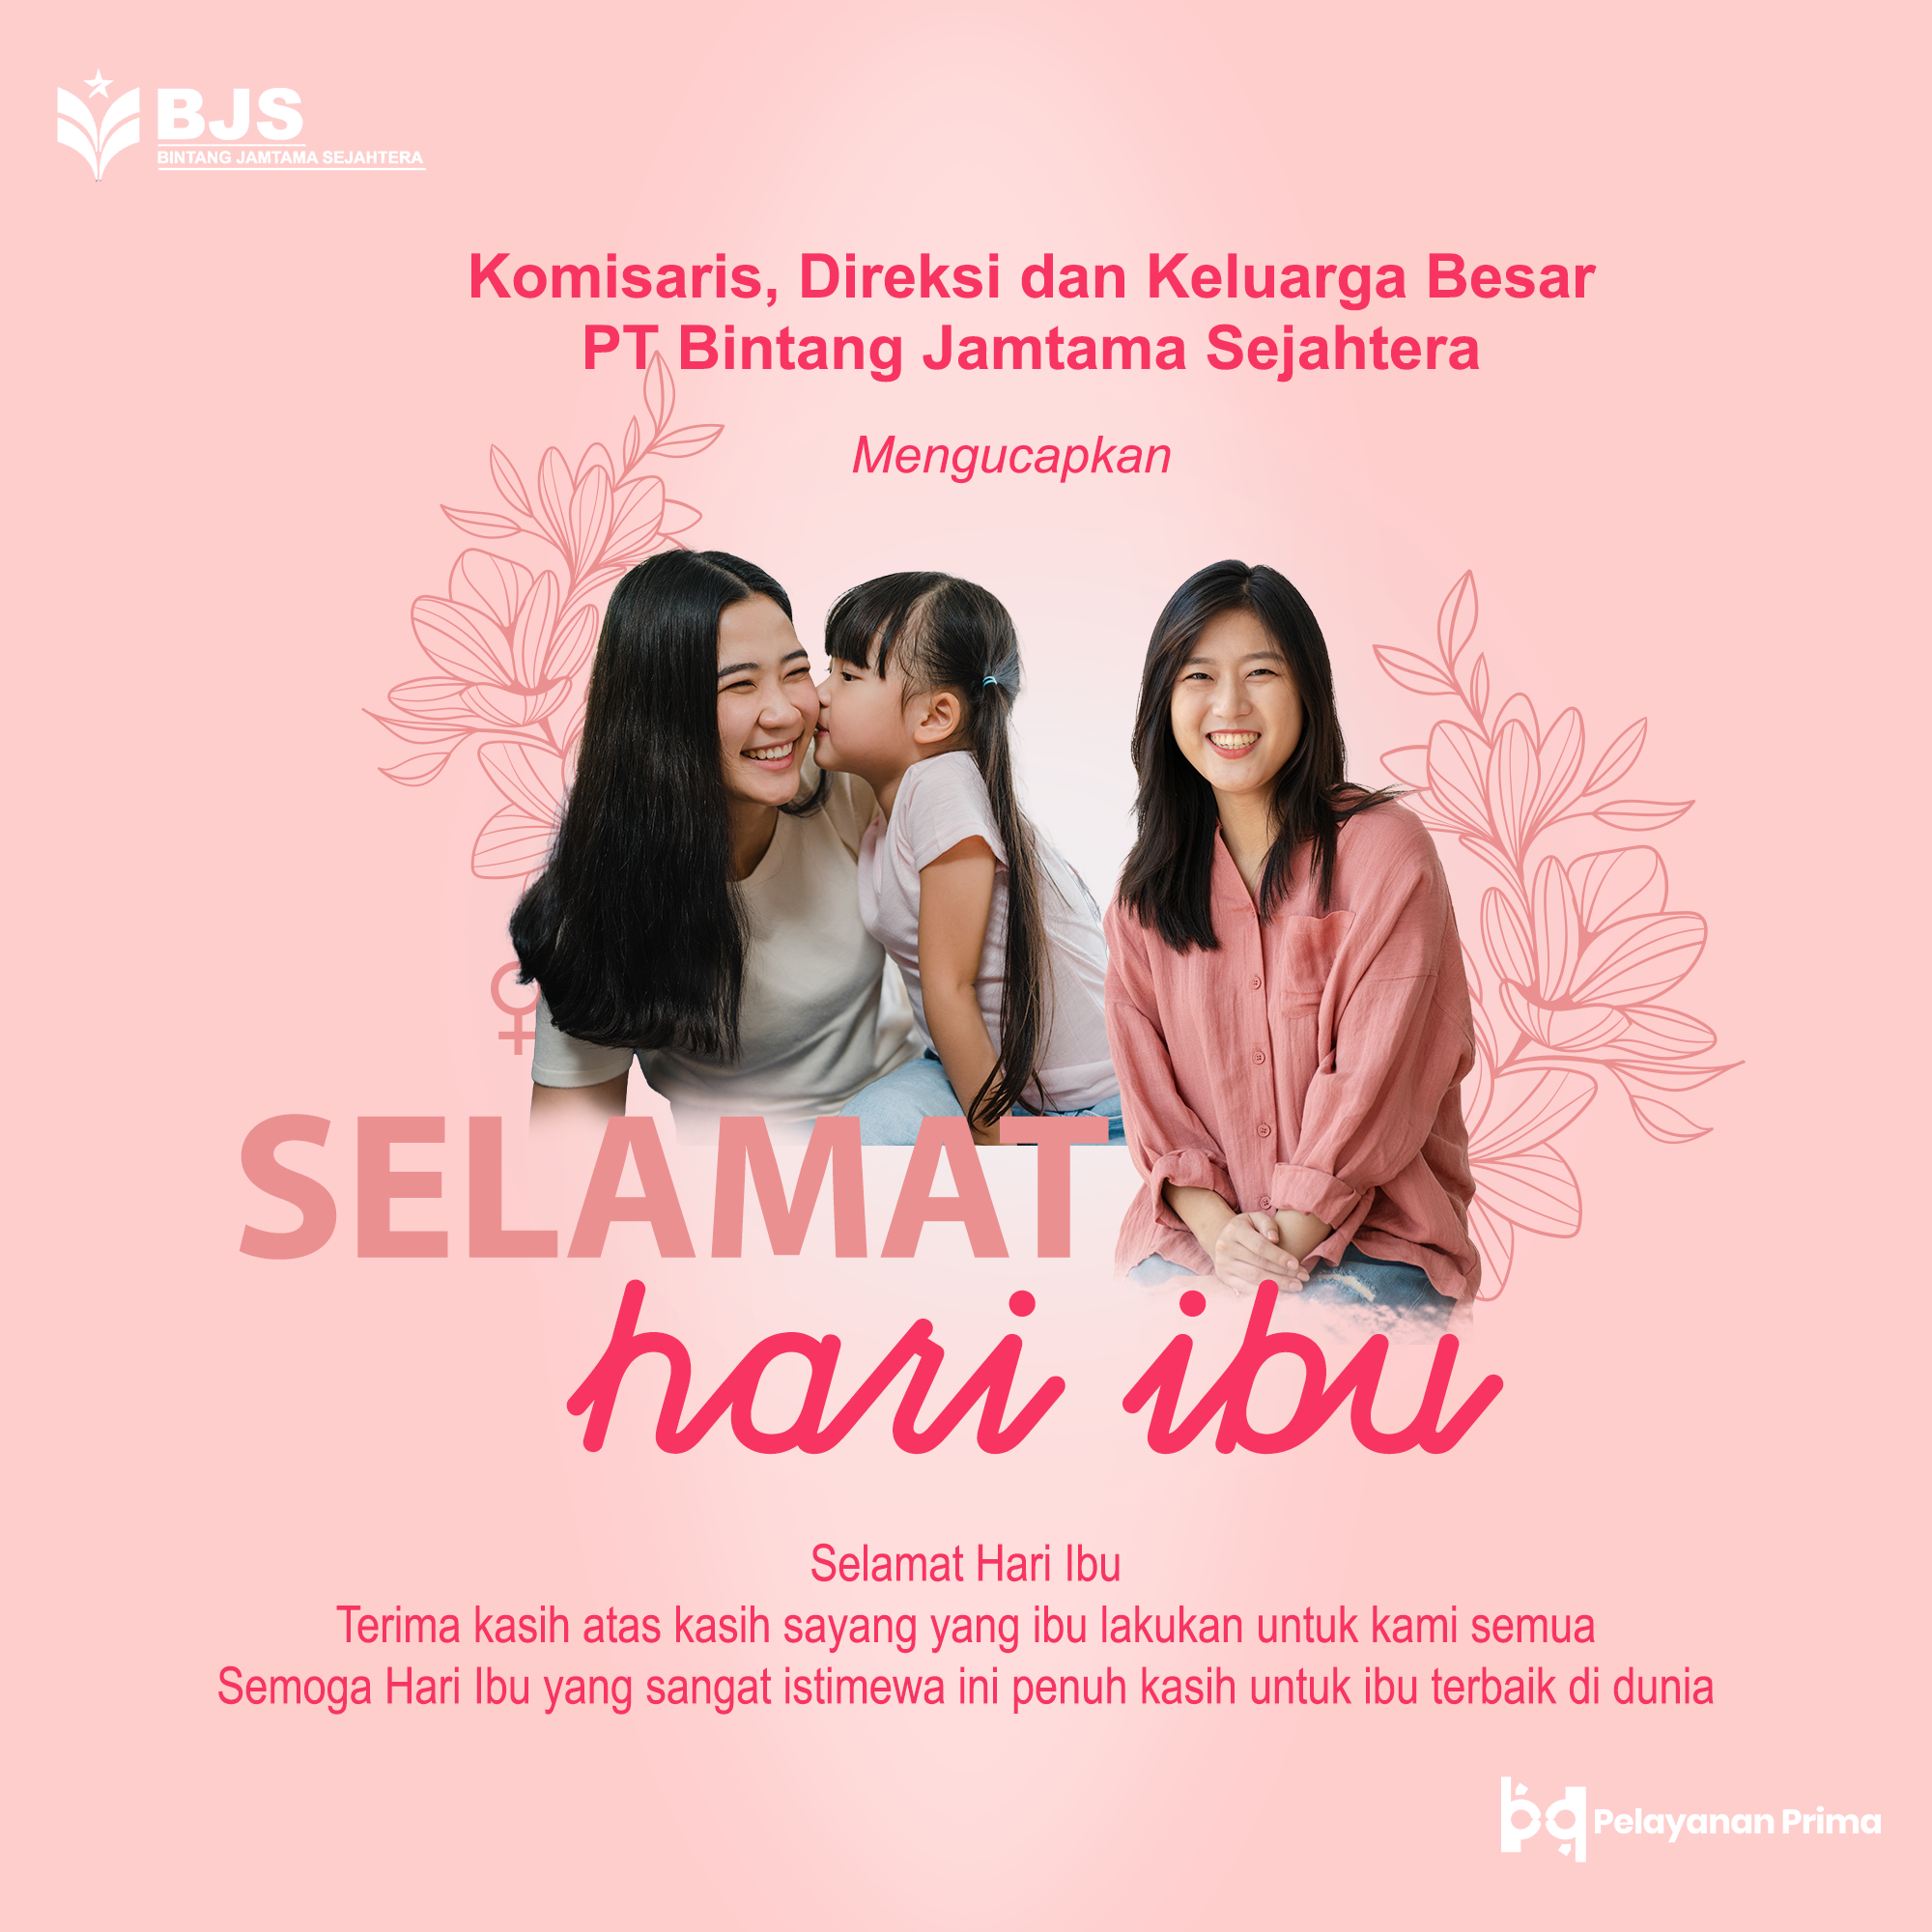 BJS
BINTANG JAMTAMA SEJAHTERA
Komisaris, Direksi dan Keluarga Besar
PT Bintang Jamtama Sejahtera
Mengucapkan
SELAMAT
hari ibu
Selamat Hari Ibu
Terima kasih atas kasih sayang yang ibu lakukan untuk kami semua
Semoga Hari Ibu yang sangat istimewa ini penuh kasih untuk ibu terbaik di dunia
Pelayanan Prima